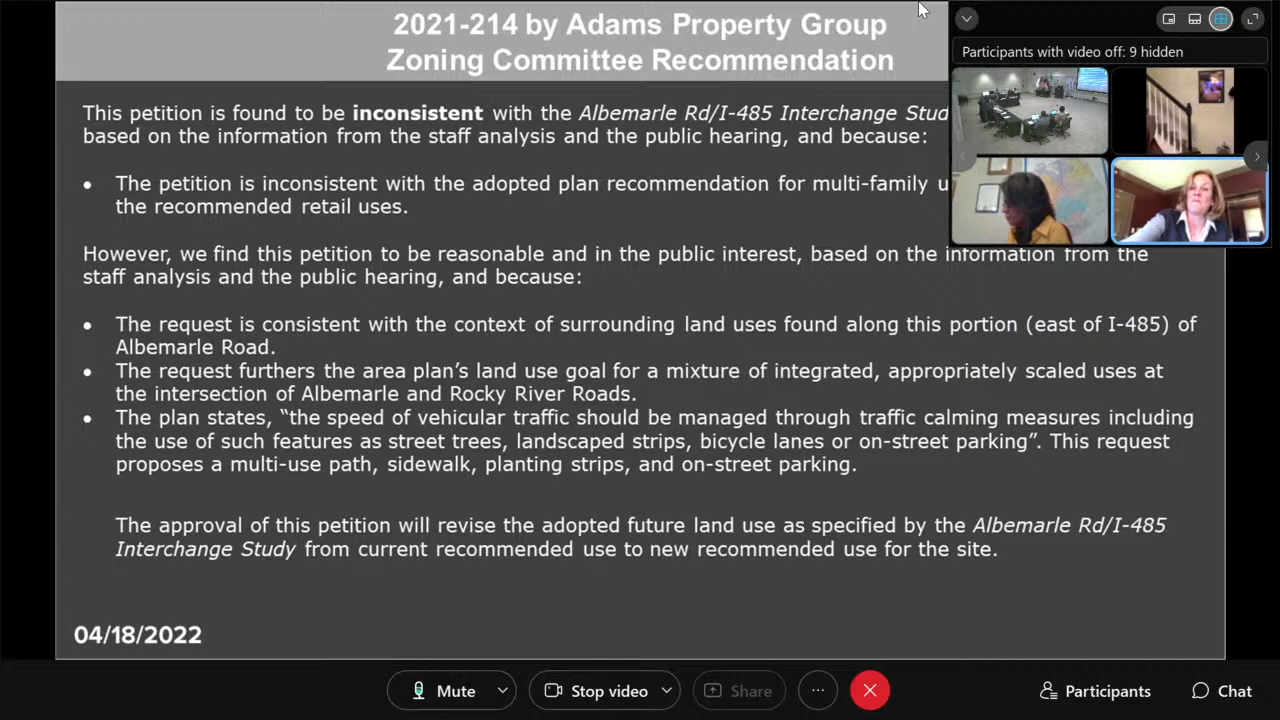 2021-214 by Adams Property Group
Zoning Committee Recommendation
Participants with video off: 9 hidden
This petition is found to be inconsistent with the Albemarle Rd/I-485 Interchange
based on the information from the staff analysis and the public hearing, and because:
• The petition is inconsistent with the adopted plan recommendation for multi-family
the recommended retail uses.
However, we find this petition to be reasonable and in the public interest, based on the information from the
staff analysis and the public hearing, and because:
• The request is consistent with the context of surrounding land uses found along this portion (east of I-485) of
Albemarle Road.
• The request furthers the area plan’s land use goal for a mixture of integrated, appropriately scaled uses at
the intersection of Albemarle and Rocky River Roads.
• The plan states, “the speed of vehicular traffic should be managed through traffic calming measures including
the use of such features as street trees, landscaped strips, bicycle lanes or on-street parking”. This request
proposes a multi-use path, sidewalk, planting strips, and on-street parking.
The approval of this petition will revise the adopted future land use as specified by the Albemarle Rd/I-485
Interchange Study from current recommended use to new recommended use for the site.
04/18/2022
Mute
Stop video
Share
Participants
Chat